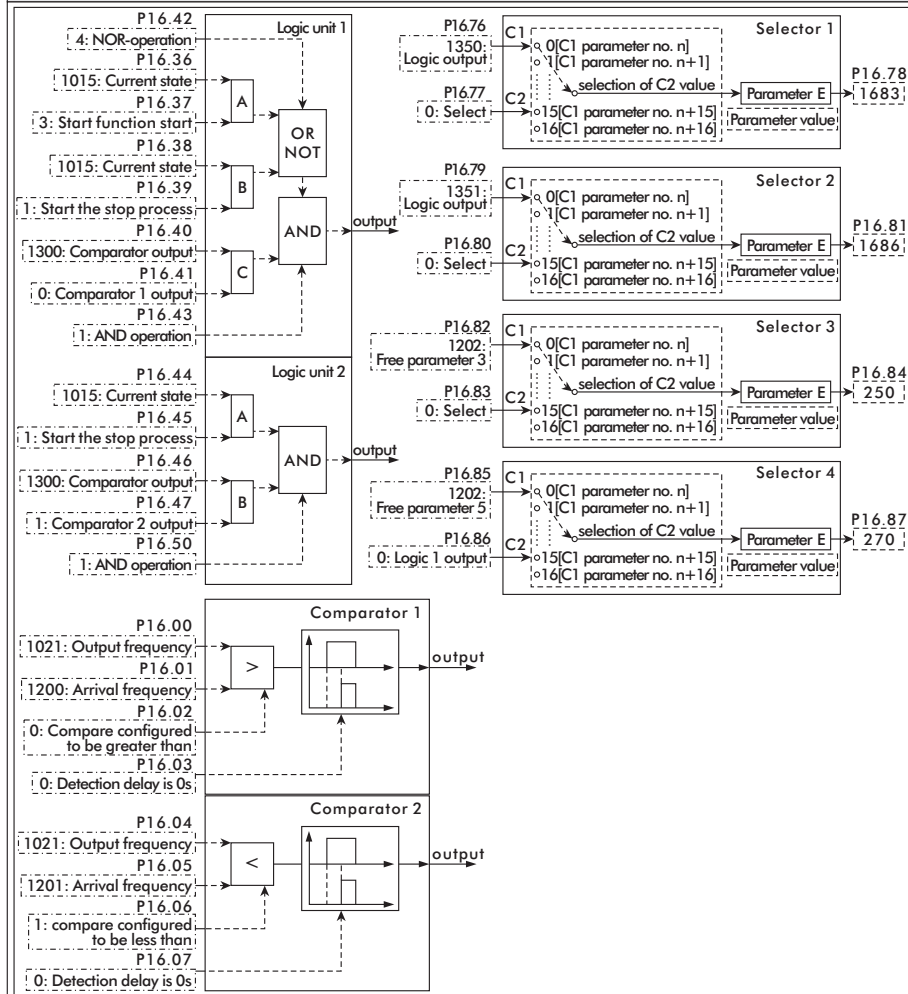 P16.42
4: NOR-operation
P16.36
1015: Current state
P16.37
3: Start function start
P16.38
1015: Current state
P16.39
1: Start the stop process
P16.40
1300: Comparator output
P16.41
0: Comparator 1 output
P16.43
1: AND operation
Logic unit 1
A
B
C
OR
NOT
AND
output
P16.44
1015: Current state
P16.45
1: Start the stop process
P16.46
1300: Comparator output
P16.47
1: Comparator 2 output
P16.50
1: AND operation
Logic unit 2
A
B
AND
output
P16.76
1350:
Logic output
P16.77
0: Select
C1
C2
Selector 1
0[C1 parameter no. n]
1[C1 parameter no. n+1]
selection of C2 value
15[C1 parameter no. n+15]
16[C1 parameter no. n+16]
Parameter E
Parameter value
P16.78
1683
P16.79
1351:
Logic output
P16.80
0: Select
C1
C2
Selector 2
0[C1 parameter no. n]
1[C1 parameter no. n+1]
selection of C2 value
15[C1 parameter no. n+15]
16[C1 parameter no. n+16]
Parameter E
Parameter value
P16.81
1686
P16.82
1202:
Free parameter 3
P16.83
0: Select
C1
C2
Selector 3
0[C1 parameter no. n]
1[C1 parameter no. n+1]
selection of C2 value
15[C1 parameter no. n+15]
16[C1 parameter no. n+16]
Parameter E
Parameter value
P16.84
250
P16.85
1202:
Free parameter 5
P16.86
0: Logic 1 output
C1
C2
Selector 4
0[C1 parameter no. n]
1[C1 parameter no. n+1]
selection of C2 value
15[C1 parameter no. n+15]
16[C1 parameter no. n+16]
Parameter E
Parameter value
P16.87
270
P16.00
1021: Output frequency
P16.01
1200: Arrival frequency
P16.02
0: Compare configured
to be greater than
P16.03
0: Detection delay is 0s
Comparator 1
>
output
P16.04
1021: Output frequency
P16.05
1201: Arrival frequency
P16.06
1: compare configured
to be less than
P16.07
0: Detection delay is 0s
Comparator 2
<
output